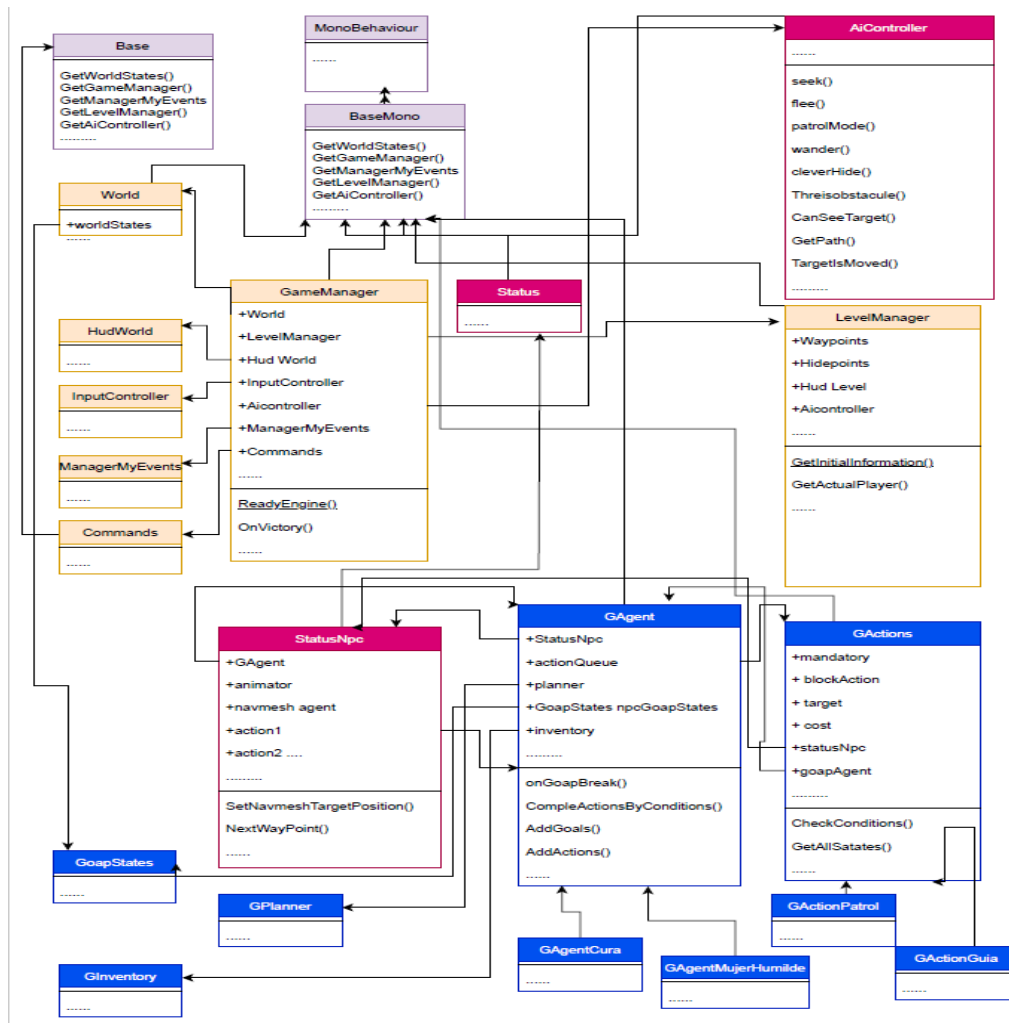 MonoBehaviour
......
Base
GetWorldStates()
GetGameManager()
GetManagerMyEvents
GetLevelManager()
GetAiController()
.........
BaseMono
GetWorldStates()
GetGameManager()
GetManagerMyEvents
GetLevelManager()
GetAiController()
.........
AiController
......
seek()
flee()
patrolMode()
wander()
cleverHide()
Threisobstacule()
CanSeeTarget()
GetPath()
TargetIsMoved()
.........
World
+worldStates
......
GameManager
+World
+LevelManager
+Hud World
+InputController
+Aicontroller
+ManagerMyEvents
+Commands
......
ReadyEngine()
OnVictory()
......
Status
......
LevelManager
+Waypoints
+Hidepoints
+Hud Level
+Aicontroller
......
GetInitialInformation()
GetActualPlayer()
......
HudWorld
......
InputController
......
ManagerMyEvents
......
Commands
......
StatusNpc
+GAgent
+animator
+navmesh agent
+action1
+action2 ....
.........
SetNavmeshTargetPosition()
NextWayPoint()
......
GAgent
+StatusNpc
+actionQueue
+planner
+GoapStates npcGoapStates
+inventory
.........
onGoapBreak()
CompleActionsByConditions()
AddGoals()
AddActions()
......
GActions
+mandatory
+ blockAction
+ target
+ cost
+statusNpc
+goapAgent
.........
CheckConditions()
GetAllSatates()
......
GoapStates
......
GPlanner
......
GInventory
......
GAgentCura
......
GAgentMujerHumilde
......
GActionPatrol
......
GActionGuia
......